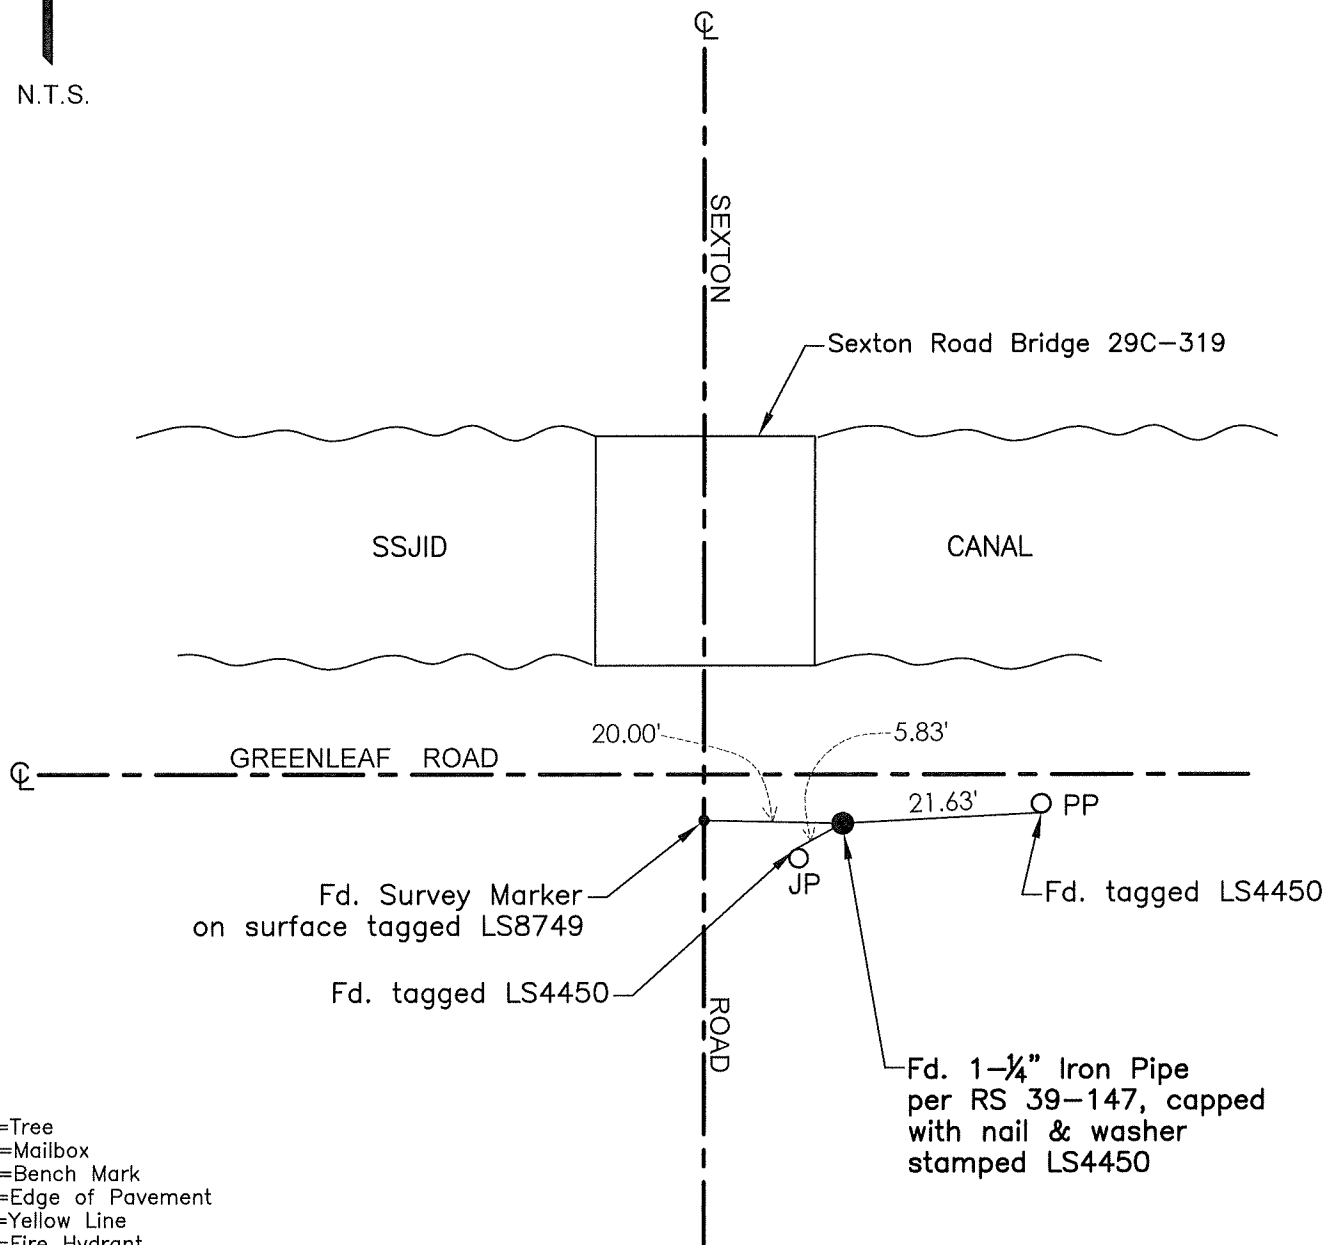 ℄
N.T.S.
SEXTON
Sexton Road Bridge 29C-319
SSJID
CANAL
20.00'
5.83'
GREENLEAF ROAD
℄
21.63'
PP
JP
Fd. Survey Marker
on surface tagged LS8749
Fd. tagged LS4450
Fd. tagged LS4450
ROAD
Fd. 1-¼" Iron Pipe
per RS 39-147, capped
with nail & washer
stamped LS4450
=Tree
=Mailbox
=Bench Mark
=Edge of Pavement
=Yellow Line
=Fire Hydrant